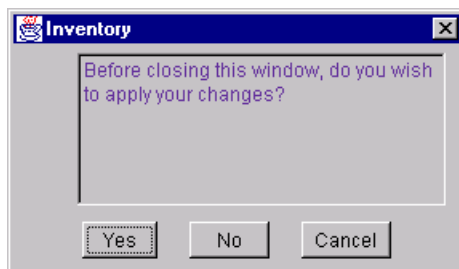 Inventory
Before closing this window, do you wish
to apply your changes?
Yes No Cancel